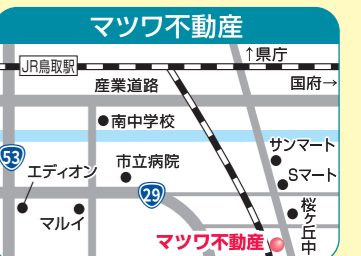 マツワ不動産
↑県庁
JR鳥取駅
産業道路
国府→
南中学校
サンマート
53
エディオン
市立病院
Sマート
29
マルイ
桜ヶ丘中
マツワ不動産